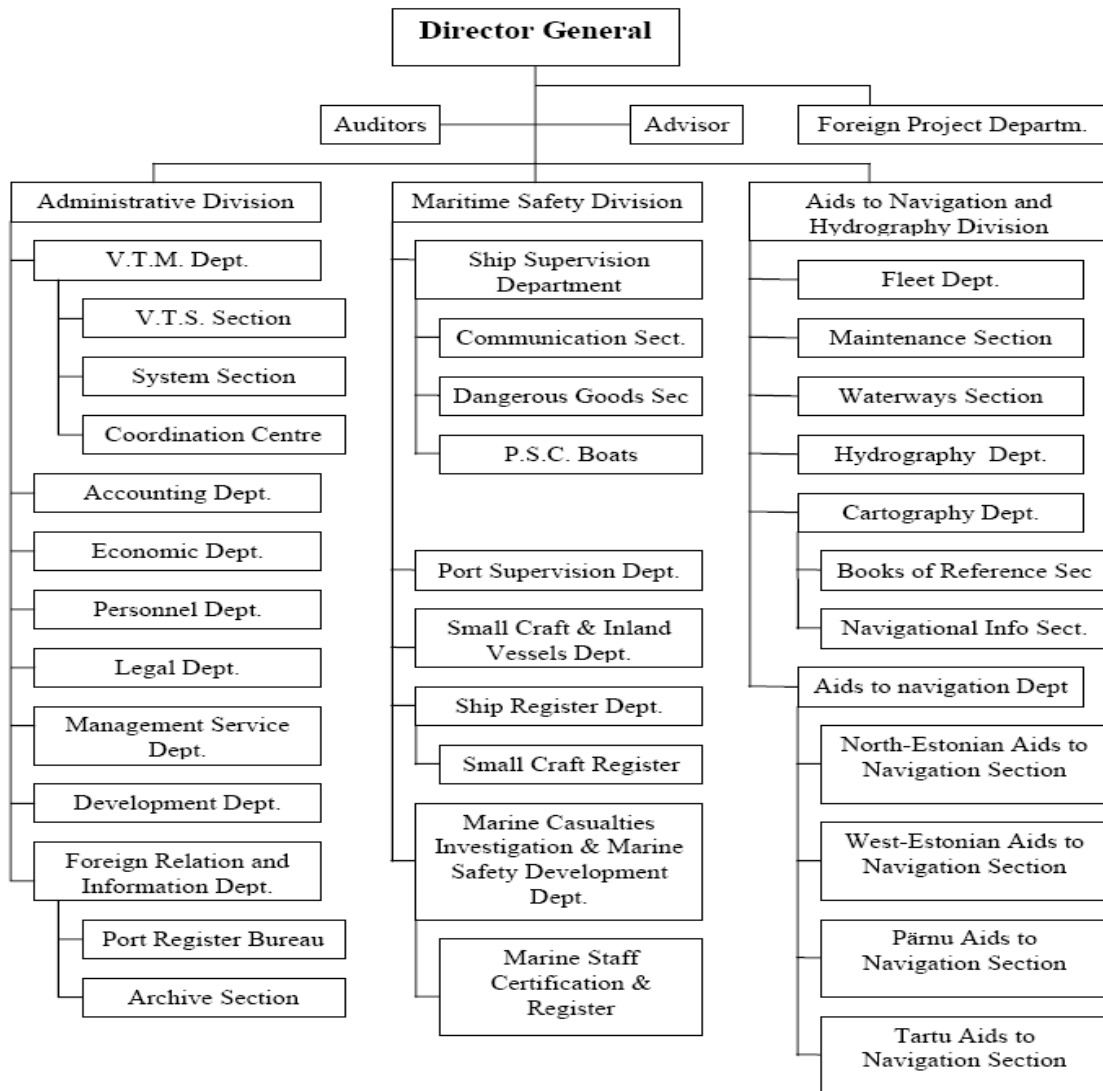 Director General
Auditors
Advisor
Foreign Project Departm.
Administrative Division
V.T.M. Dept.
V.T.S. Section
System Section
Coordination Centre
Accounting Dept.
Economic Dept.
Personnel Dept.
Legal Dept.
Management Service
Dept.
Development Dept.
Foreign Relation and
Information Dept.
Port Register Bureau
Archive Section
Maritime Safety Division
Ship Supervision
Department
Communication Sect.
Dangerous Goods Sec
P.S.C. Boats
Port Supervision Dept.
Small Craft & Inland
Vessels Dept.
Ship Register Dept.
Small Craft Register
Marine Casualties
Investigation & Marine
Safety Development
Dept.
Marine Staff
Certification &
Register
Aids to Navigation and
Hydrography Division
Fleet Dept.
Maintenance Section
Waterways Section
Hydrography Dept.
Cartography Dept.
Books of Reference Sec
Navigational Info Sect.
Aids to navigation Dept
North-Estonian Aids to
Navigation Section
West-Estonian Aids to
Navigation Section
Pärnu Aids to
Navigation Section
Tartu Aids to
Navigation Section